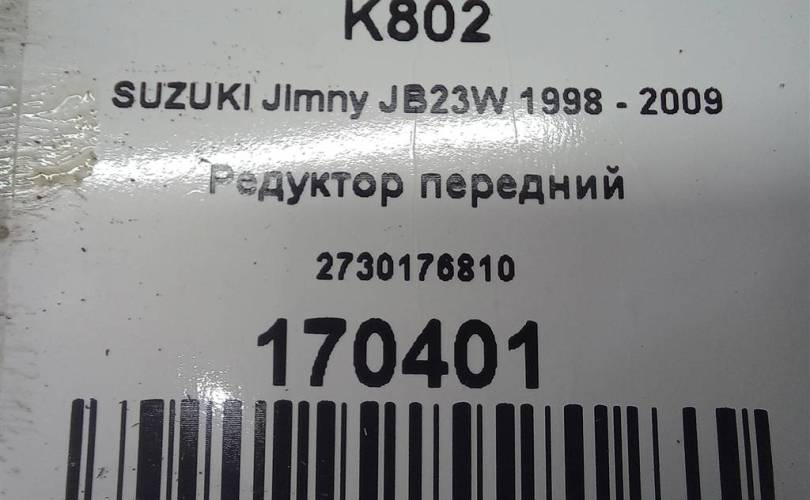 K802
SUZUKI Jimny JB23W 1998 - 2009
Редуктор передний
2730176810
170401